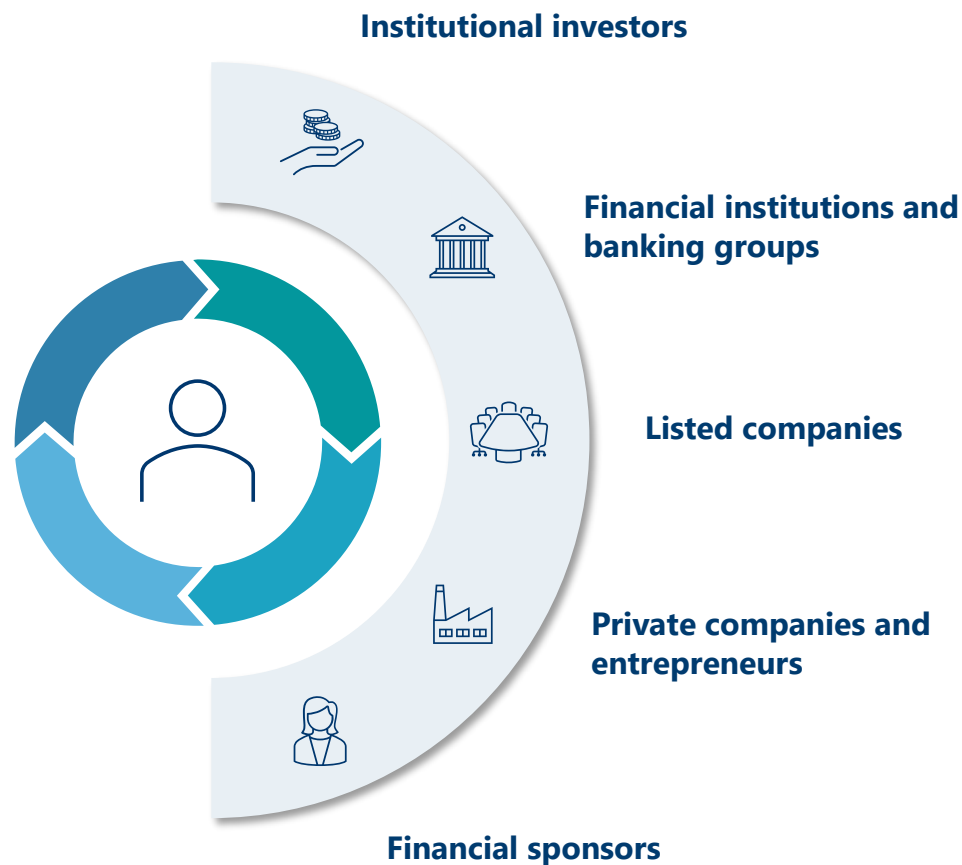 Institutional investors
Financial institutions and
banking groups
Listed companies
Private companies and
entrepreneurs
Financial sponsors